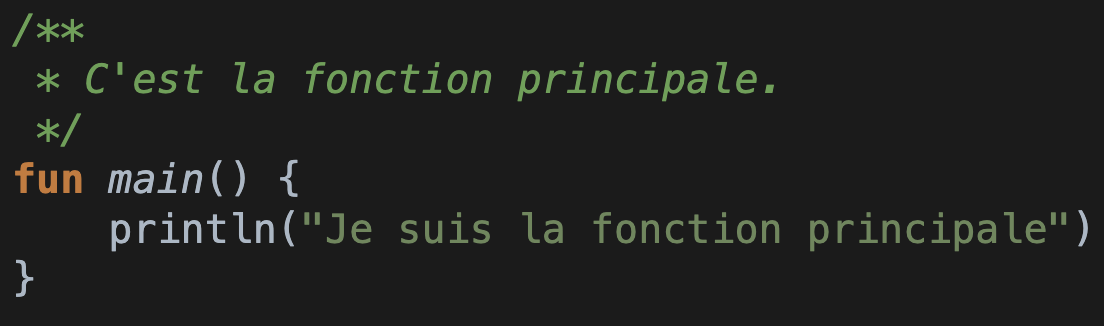 /**
 * C'est la fonction principale.
 */
fun main() {
    println("Je suis la fonction principale")
}